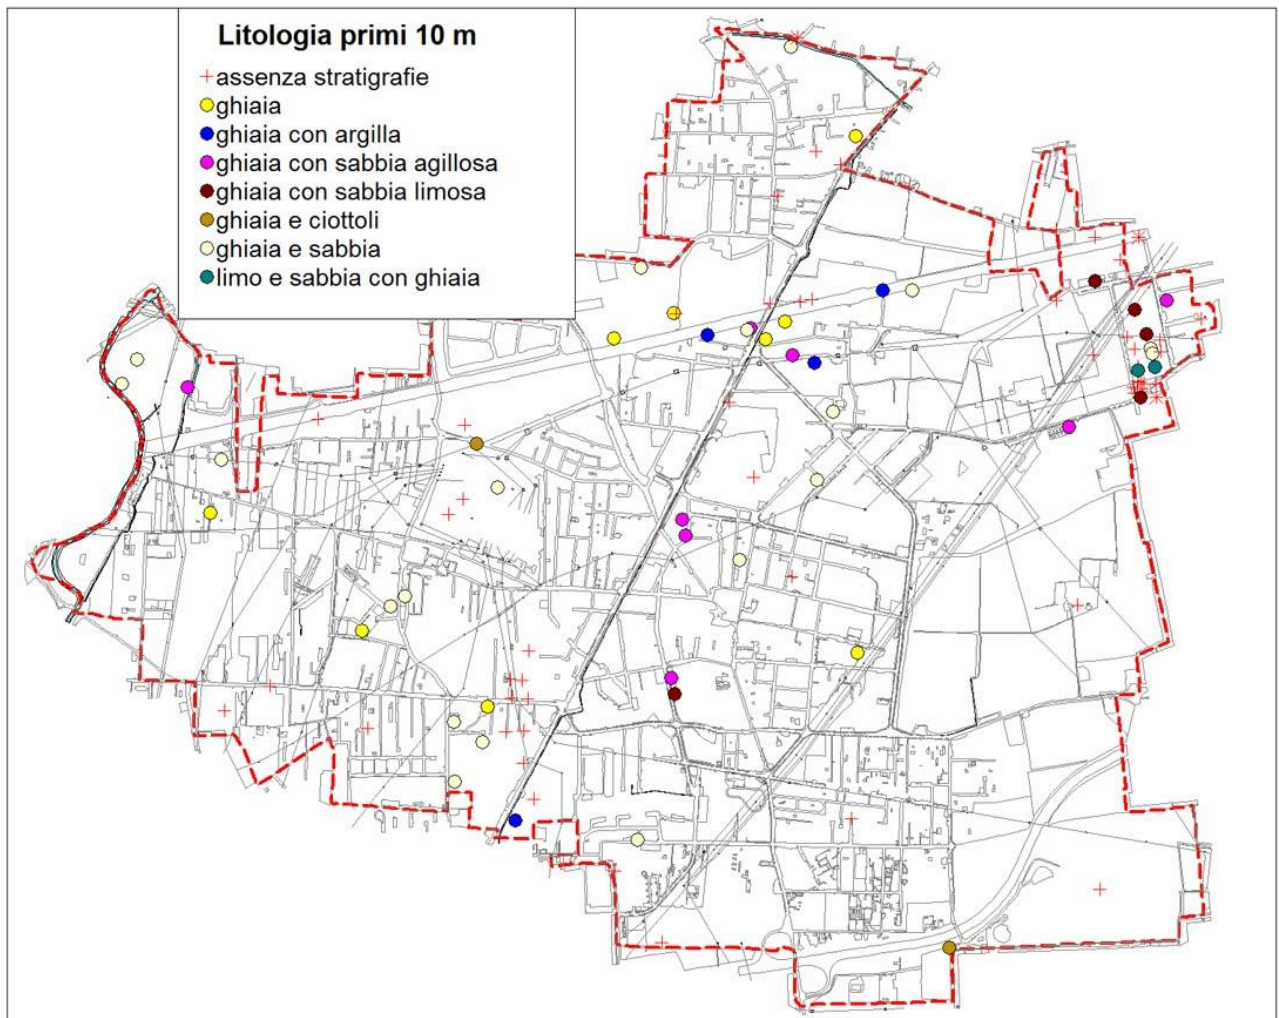 Litologia primi 10 m
assenza stratigrafie
ghiaia
ghiaia con argilla
ghiaia con sabbia agillosa
ghiaia con sabbia limosa
ghiaia e ciottoli
ghiaia e sabbia
limo e sabbia con ghiaia